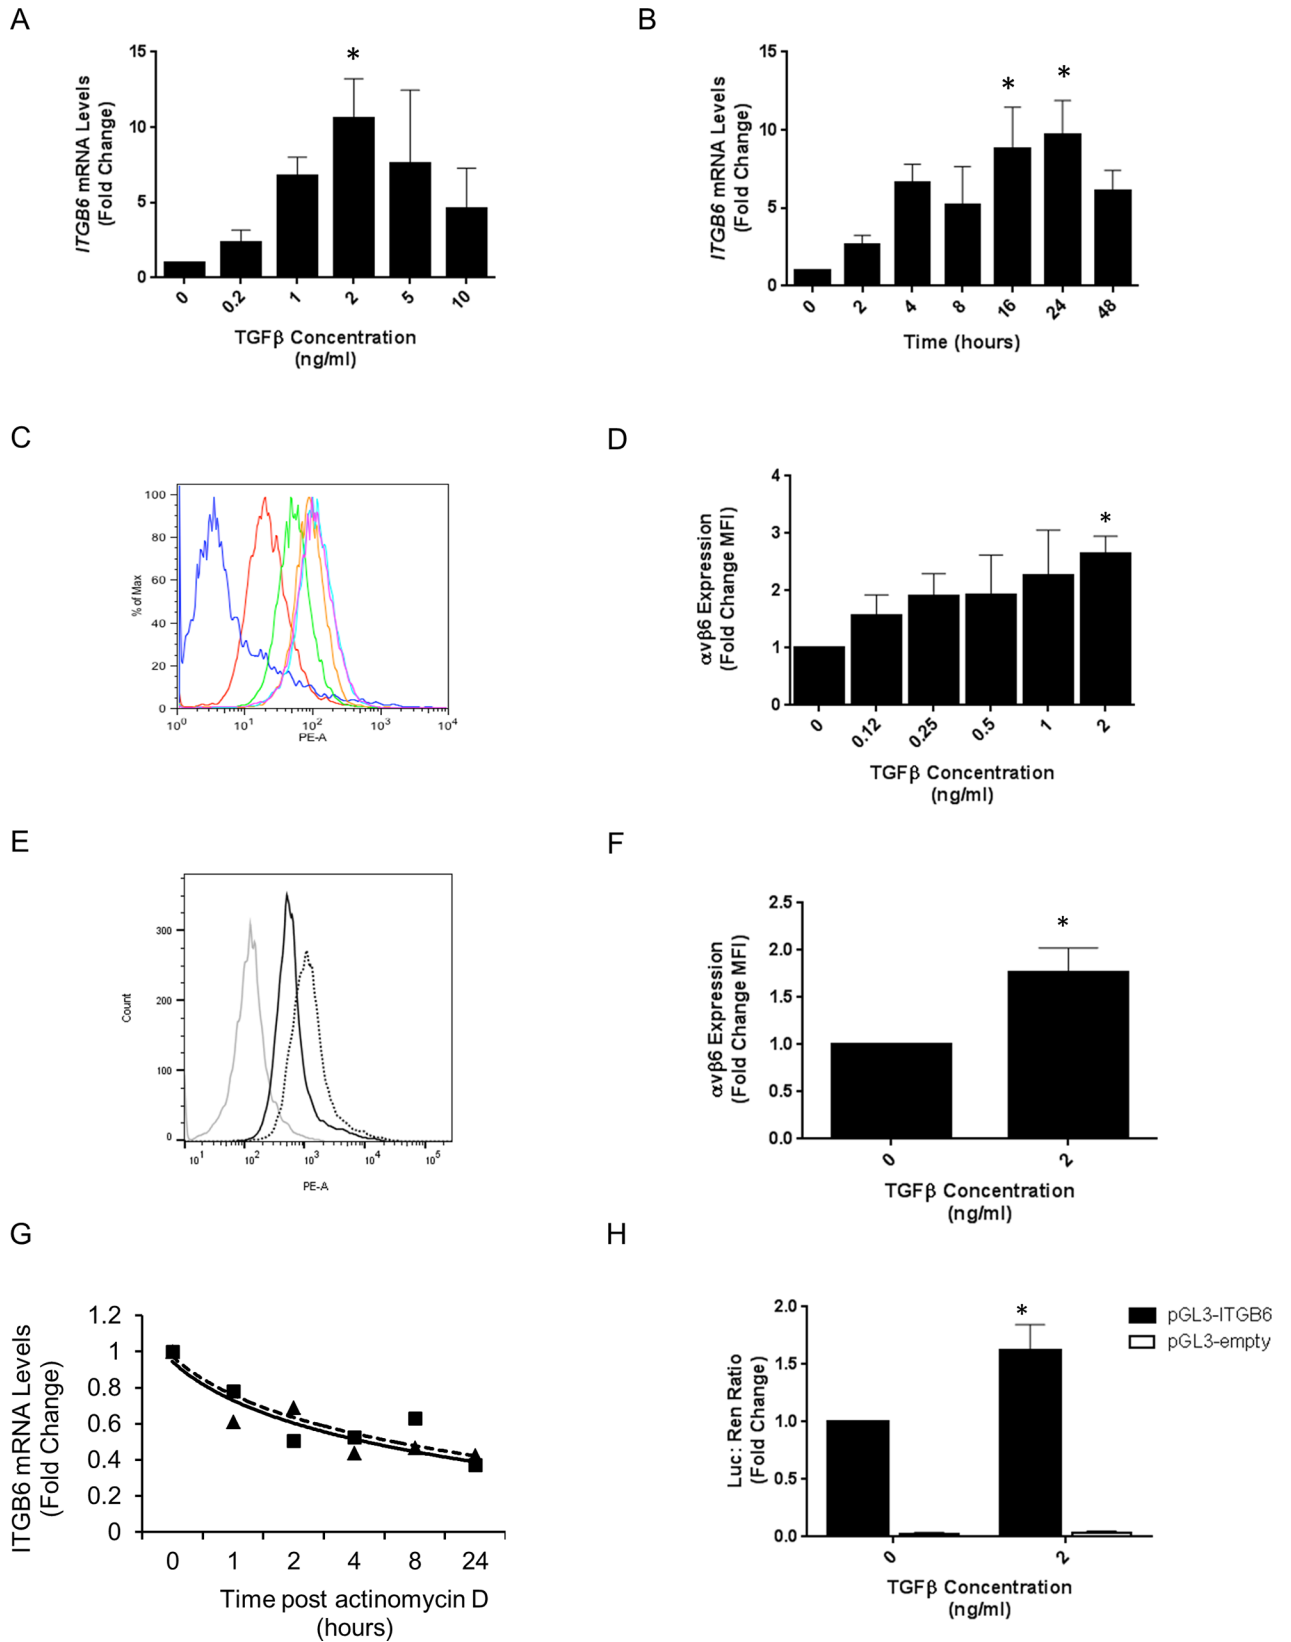 A
ITGB6 mRNA Levels
(Fold Change)
15
10
5
0
*
0
0.2
1
2
5
10
TGFβ Concentration
(ng/ml)
B
ITGB6 mRNA Levels
(Fold Change)
15
10
5
0
*
*
0
2
4
8
16
24
48
Time (hours)
C
% of Max
100
80
60
40
20
0
10⁰
10¹
10²
10³
10⁴
PE-A
D
αvβ6 Expression
(Fold Change MFI)
4
3
2
1
0
*
0
0.12
0.25
0.5
1
2
TGFβ Concentration
(ng/ml)
E
Count
300
200
100
0
10¹
10²
10³
10⁴
10⁵
PE-A
F
αvβ6 Expression
(Fold Change MFI)
2.5
2.0
1.5
1.0
0.5
0.0
*
0
2
TGFβ Concentration
(ng/ml)
G
ITGB6 mRNA Levels
(Fold Change)
1.2
1
0.8
0.6
0.4
0.2
0
0
1
2
4
8
24
Time post actinomycin D
(hours)
H
Luc: Ren Ratio
(Fold Change)
2.0
1.5
1.0
0.5
0.0
*
pGL3-ITGB6
pGL3-empty
0
2
TGFβ Concentration
(ng/ml)